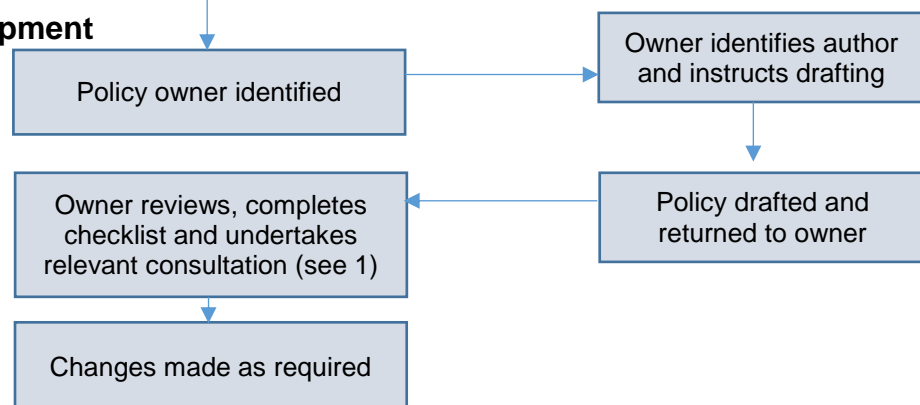 pment
Policy owner identified
Owner identifies author
and instructs drafting
Policy drafted and
returned to owner
Owner reviews, completes
checklist and undertakes
relevant consultation (see 1)
Changes made as required